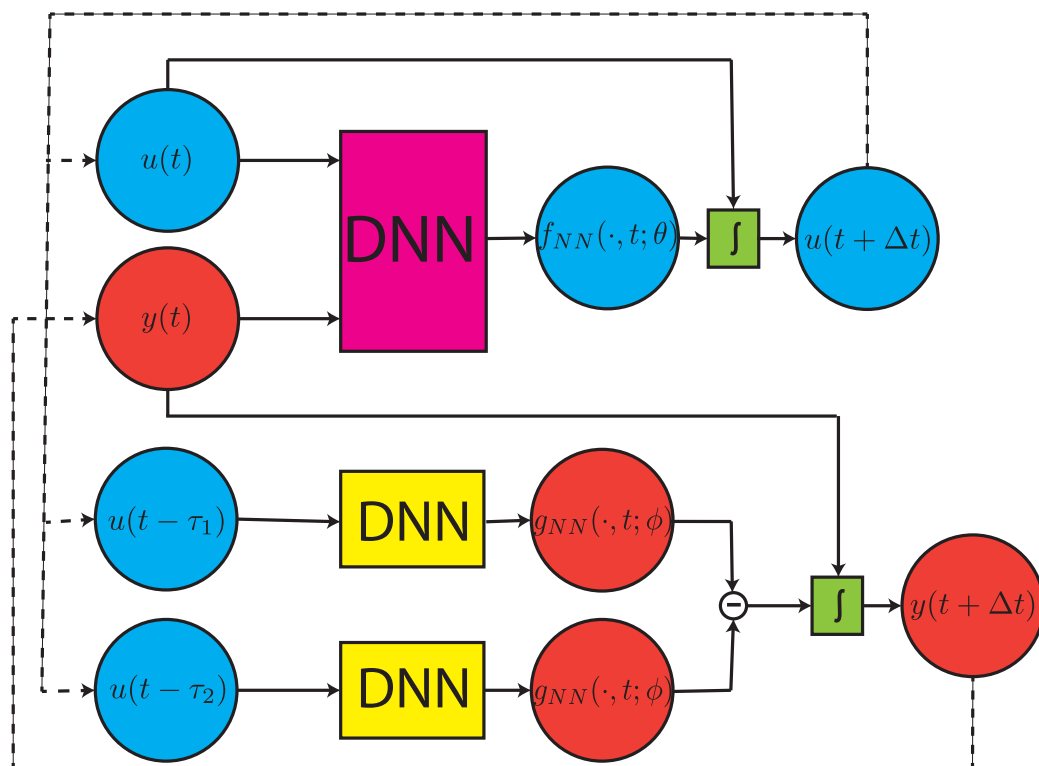 u(t)
DNN
f_{NN}(·, t; θ)
∫
u(t + Δt)
y(t)
u(t − τ_1)
DNN
g_{NN}(·, t; ϕ)
−
∫
y(t + Δt)
u(t − τ_2)
DNN
g_{NN}(·, t; ϕ)